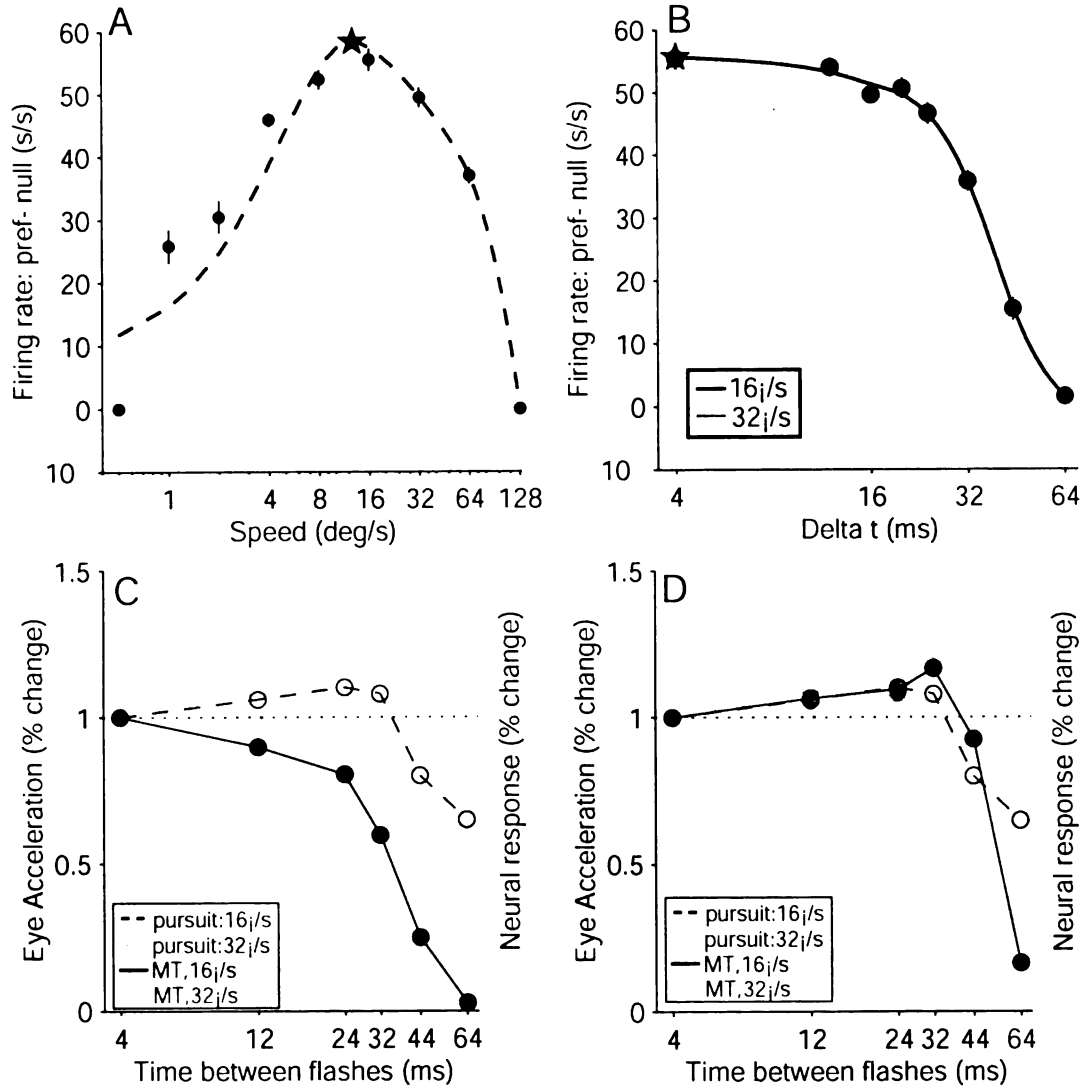 A
60
50
40
30
20
10
0
10
Firing rate: pref- null (s/s)
1
4
8
16
32
64
128
Speed (deg/s)
B
60
50
40
30
20
10
0
10
Firing rate: pref- null (s/s)
16¡/s
32¡/s
4
16
32
64
Delta t (ms)
C
1.5
1
0.5
0
Eye Acceleration (% change)
Neural response (% change)
pursuit:16¡/s
pursuit:32¡/s
MT,16¡/s
MT,32¡/s
4
12
24
32
44
64
Time between flashes (ms)
D
1.5
1
0.5
0
Eye Acceleration (% change)
Neural response (% change)
pursuit:16¡/s
pursuit:32¡/s
MT,16¡/s
MT,32¡/s
4
12
24
32
44
64
Time between flashes (ms)